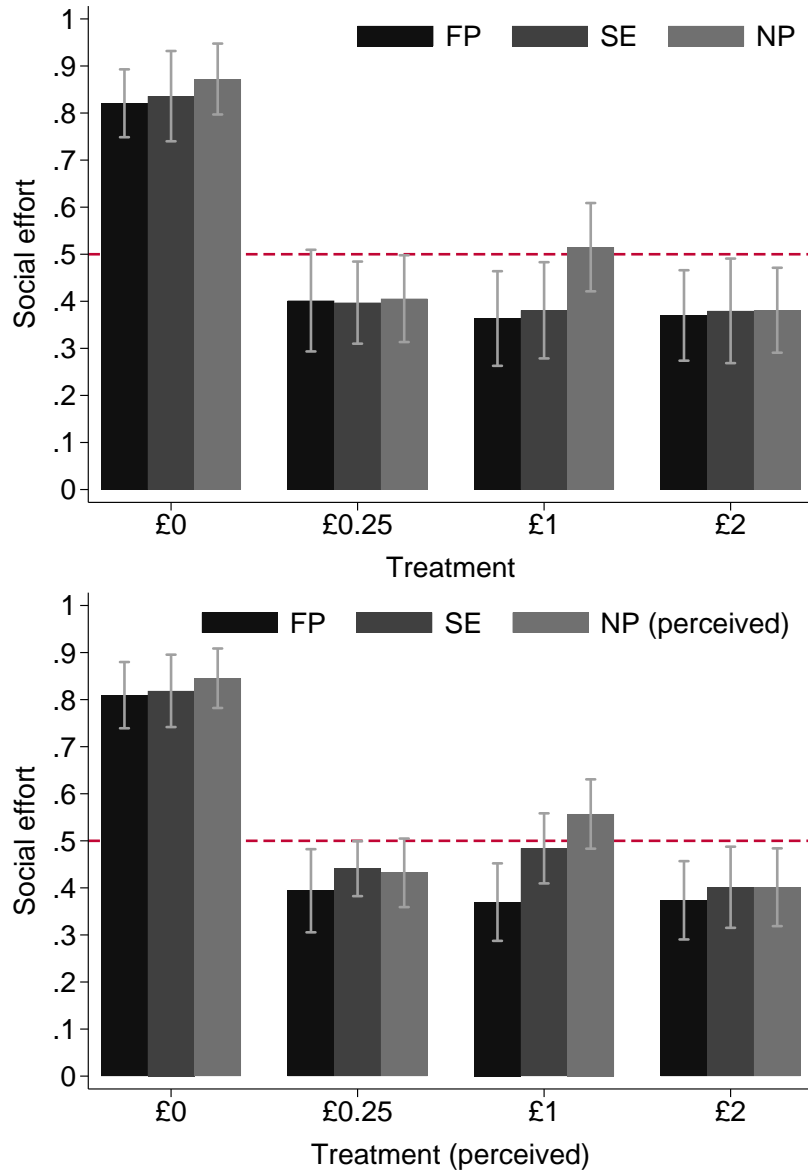 FP SE NP
1
.9
.8
.7
.6
.5
.4
.3
.2
.1
0
Social effort
£0 £0.25 £1 £2
Treatment
FP SE NP (perceived)
1
.9
.8
.7
.6
.5
.4
.3
.2
.1
0
Social effort
£0 £0.25 £1 £2
Treatment (perceived)